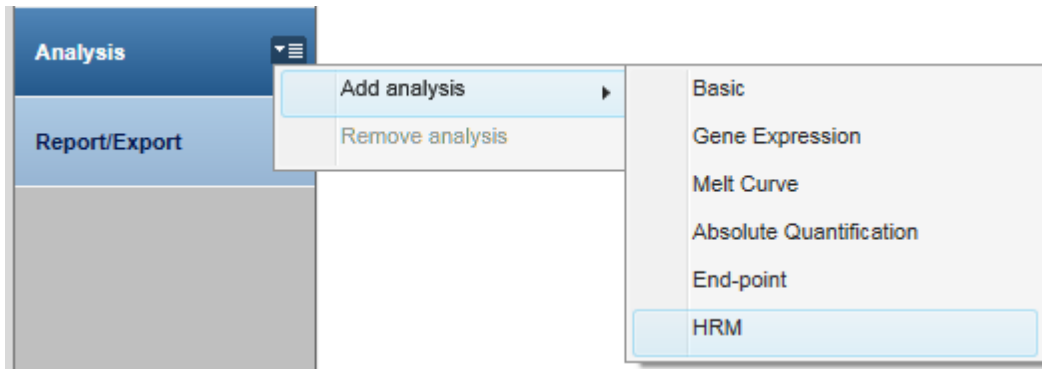 Analysis
Add analysis
Remove analysis
Report/Export
Basic
Gene Expression
Melt Curve
Absolute Quantification
End-point
HRM